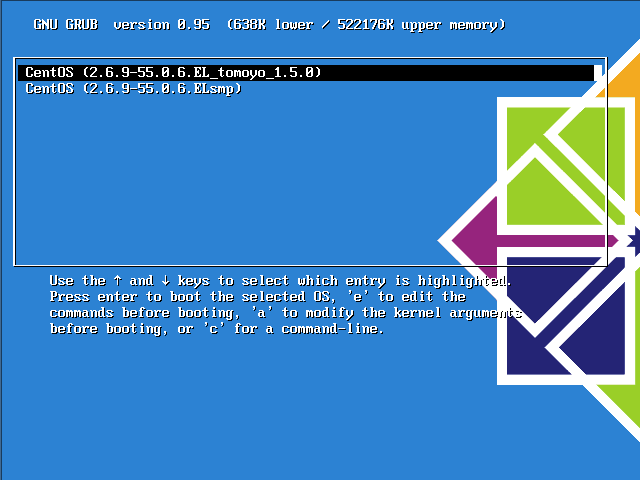 GNU GRUB  version 0.95  (638K lower / 522176K upper memory)
CentOS (2.6.9-55.0.6.EL_tomoyo_1.5.0)
CentOS (2.6.9-55.0.6.ELsmp)
Use the ↑ and ↓ keys to select which entry is highlighted.
Press enter to boot the selected OS, 'e' to edit the
commands before booting, 'a' to modify the kernel arguments
before booting, or 'c' for a command-line.